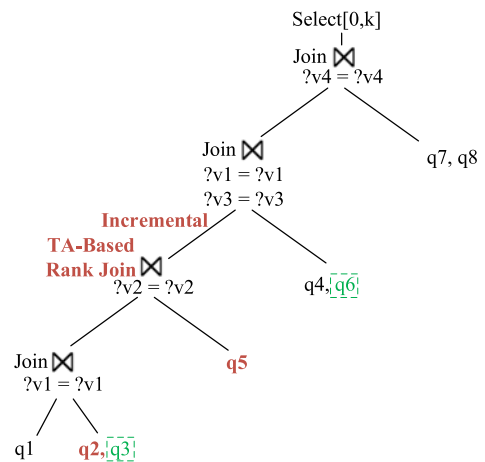 Select[0,k]
Join ⋈
?v4 = ?v4
Join ⋈
?v1 = ?v1
?v3 = ?v3
q7, q8
Incremental
TA-Based
Rank Join ⋈
?v2 = ?v2
q4, q6
Join ⋈
?v1 = ?v1
q5
q1
q2, q3